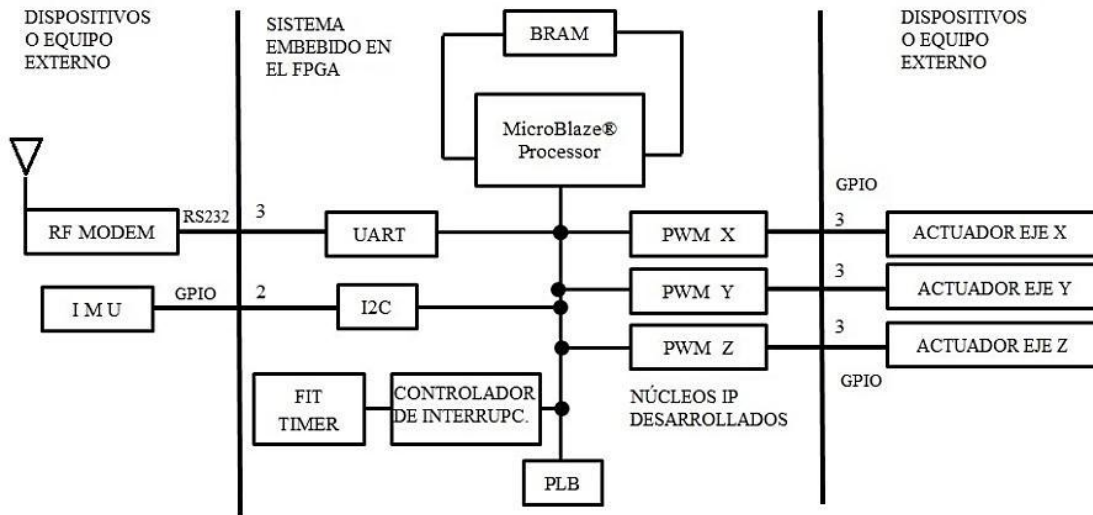 DISPOSITIVOS
O EQUIPO
EXTERNO
SISTEMA
EMBEBIDO EN
EL FPGA
BRAM
DISPOSITIVOS
O EQUIPO
EXTERNO
MicroBlaze®
Processor
GPIO
RF MODEM
RS232
3
UART
PWM X
3
ACTUADOR EJE X
I M U
GPIO
2
I2C
PWM Y
3
ACTUADOR EJE Y
PWM Z
3
ACTUADOR EJE Z
GPIO
FIT
TIMER
CONTROLADOR
DE INTERRUPC.
NÚCLEOS IP
DESARROLLADOS
PLB